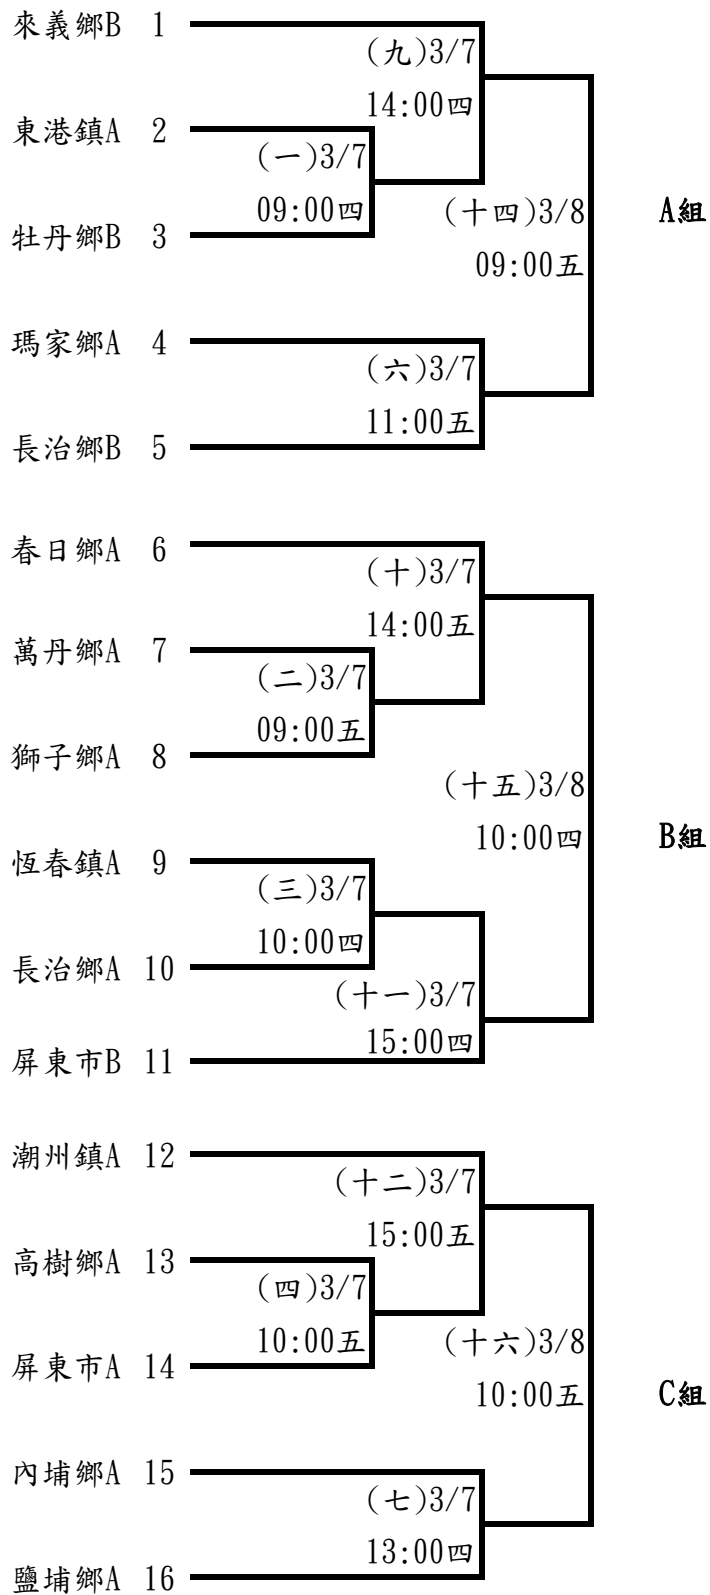 來義鄉B 1
(九)3/7
14:00四
東港鎮A 2
(一)3/7
09:00四
牡丹鄉B 3
(十四)3/8
09:00五
A組
瑪家鄉A 4
(六)3/7
11:00五
長治鄉B 5
春日鄉A 6
(十)3/7
14:00五
萬丹鄉A 7
(二)3/7
09:00五
獅子鄉A 8
(十五)3/8
10:00四
B組
恆春鎮A 9
(三)3/7
10:00四
長治鄉A 10
(十一)3/7
15:00四
屏東市B 11
潮州鎮A 12
(十二)3/7
15:00五
高樹鄉A 13
(四)3/7
10:00五
屏東市A 14
(十六)3/8
10:00五
C組
內埔鄉A 15
(七)3/7
13:00四
鹽埔鄉A 16